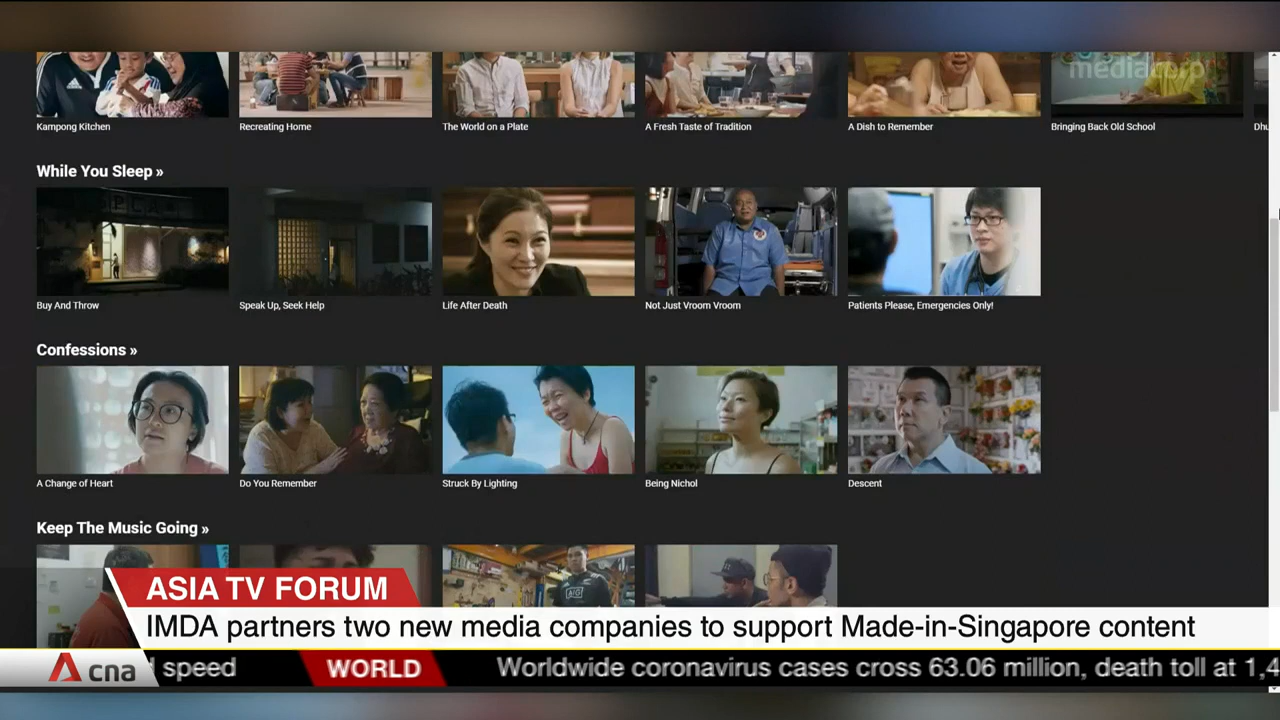 mediacorp
Kampong Kitchen
Recreating Home
The World on a Plate
A Fresh Taste of Tradition
A Dish to Remember
Bringing Back Old School
While You Sleep »
Buy And Throw
Speak Up, Seek Help
Life After Death
Not Just Vroom Vroom
Patients Please, Emergencies Only!
Confessions »
A Change of Heart
Do You Remember
Struck By Lighting
Being Nichol
Descent
Keep The Music Going »
AIG
ASIA TV FORUM
IMDA partners two new media companies to support Made-in-Singapore content
cna
speed
WORLD
Worldwide coronavirus cases cross 63.06 million, death toll at 1,4